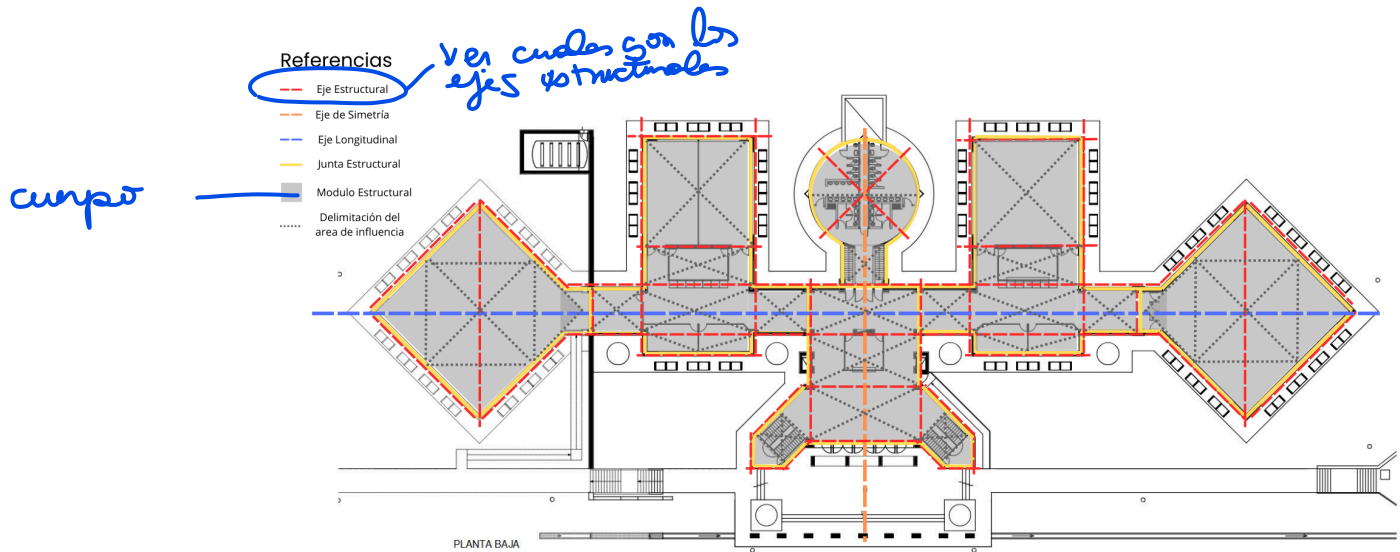 Referencias
ver cuales son los
ejes estructurales
Eje Estructural
Eje de Simetría
Eje Longitudinal
Junta Estructural
cuerpo
Modulo Estructural
Delimitación del
area de influencia
PLANTA BAJA